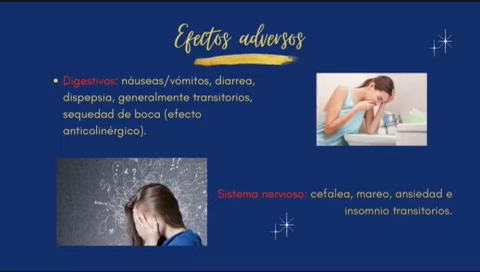 Efectos adversos
Digestivos: náuseas/vómitos, diarrea,
dispepsia, generalmente transitorios,
sequedad de boca (efecto
anticolinérgico).
Sistema nervioso: cefalea, mareo, ansiedad e
insomnio transitorios.